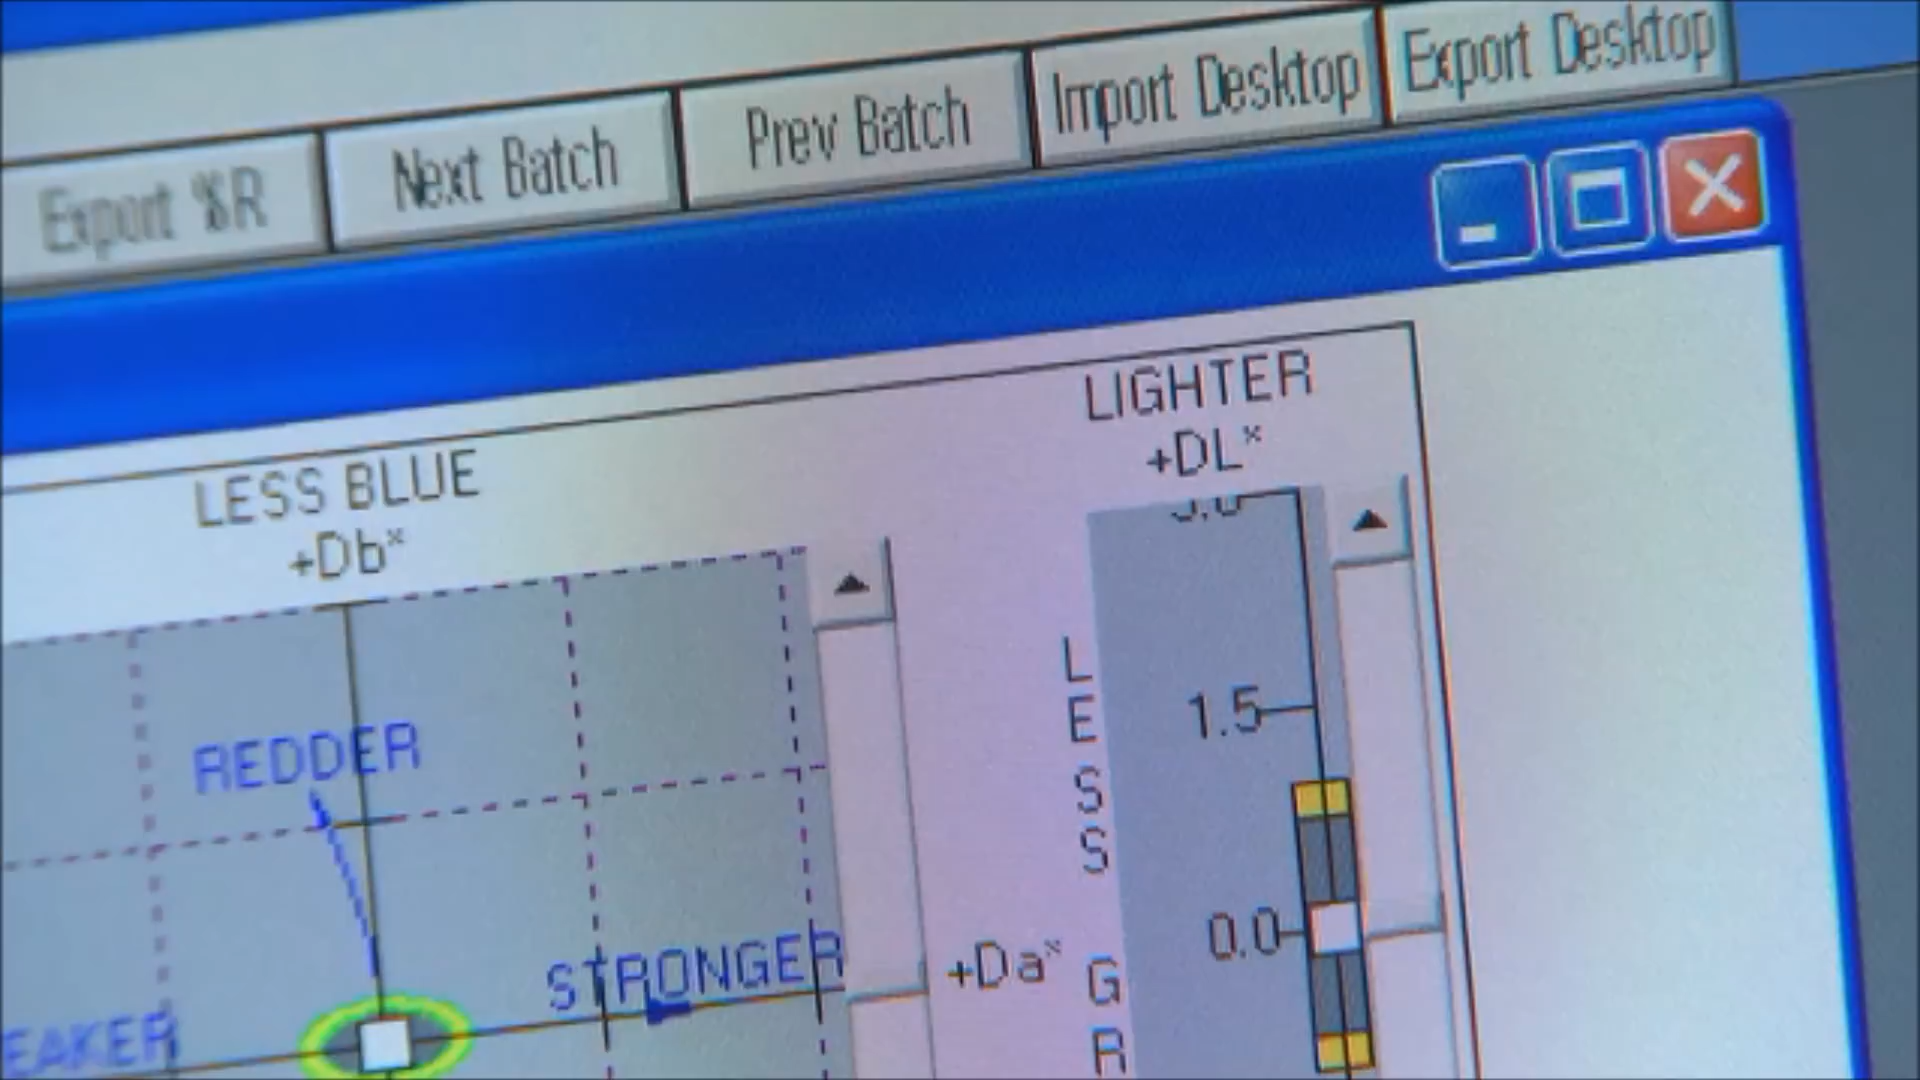 Export %R Next Batch Prev Batch Import Desktop Export Desktop
LIGHTER
+DL*
LESS BLUE
+Db*
1.5
REDDER
0.0
STRONGER
+Da*
EAKER
L
E
S
S
G
R